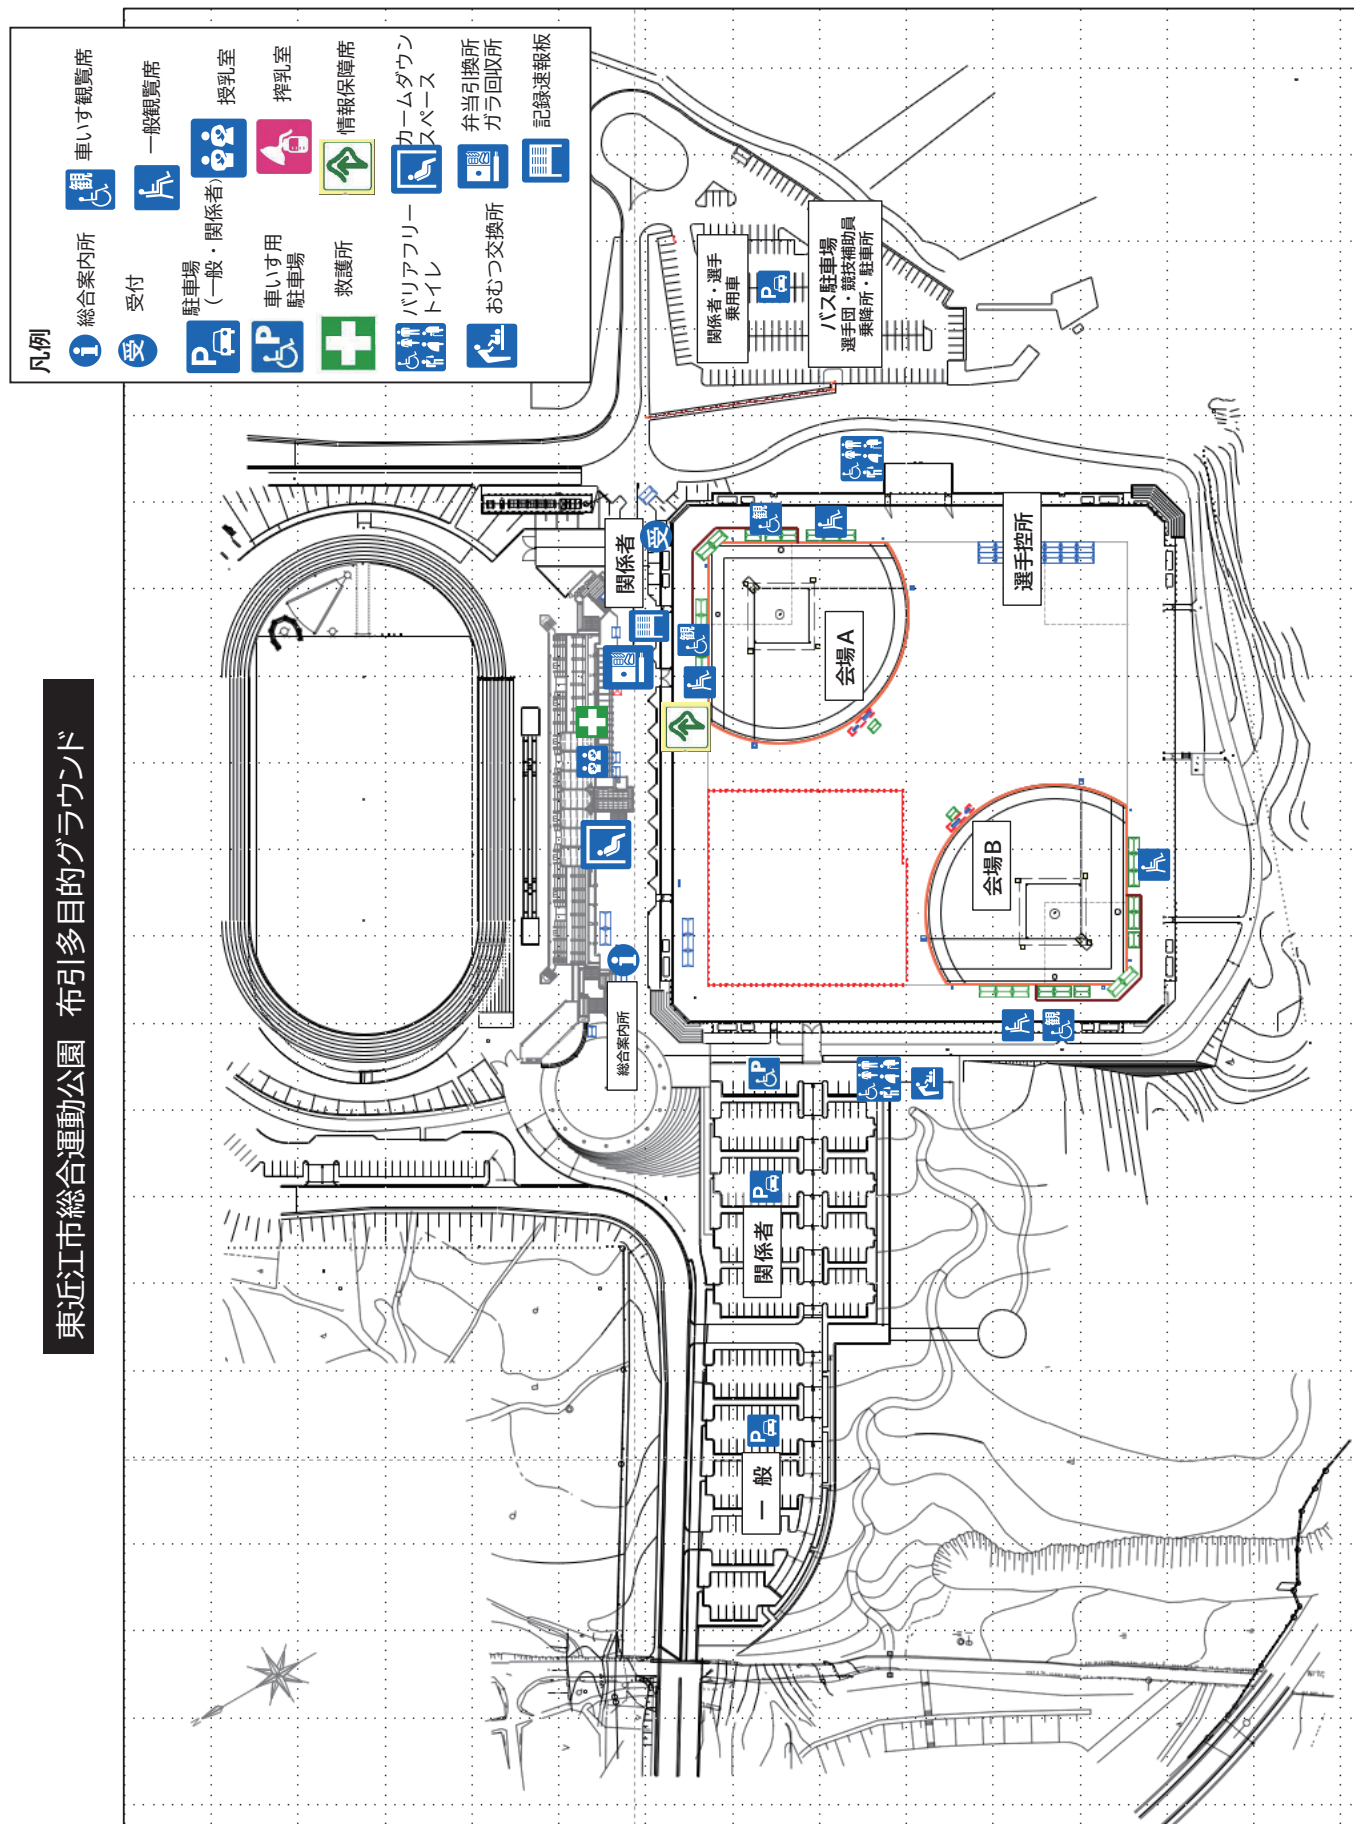 東近江市総合運動公園　布引多目的グラウンド
凡例
総合案内所
受
受付
P
駐車場
(一般・関係者)
P
車いす用
駐車場
救護所
バリアフリー
トイレ
おむつ交換所
観
車いす観覧席
一般観覧席
授乳室
搾乳室
情報保障席
カームダウン
スペース
弁当引換所
ガラ回収所
記録速報板
関係者・選手
乗用車
P
バス駐車場
選手団・競技補助員
乗降所・駐車所
関係者
受
観
観
会場A
選手控所
会場B
観
i
総合案内所
P
P
関係者
P
一般
N